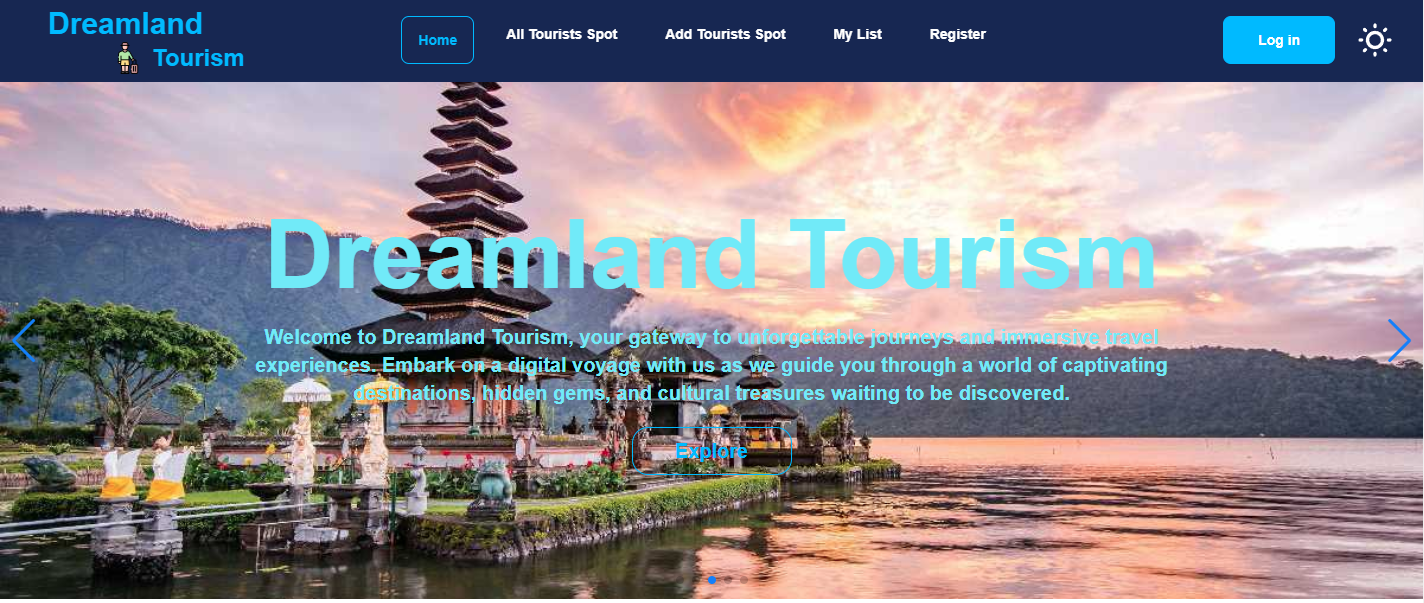 Dreamland
Tourism
Home
All Tourists Spot
Add Tourists Spot
My List
Register
Log in
Dreamland Tourism
Welcome to Dreamland Tourism, your gateway to unforgettable journeys and immersive travel
experiences. Embark on a digital voyage with us as we guide you through a world of captivating
destinations, hidden gems, and cultural treasures waiting to be discovered.
Explore